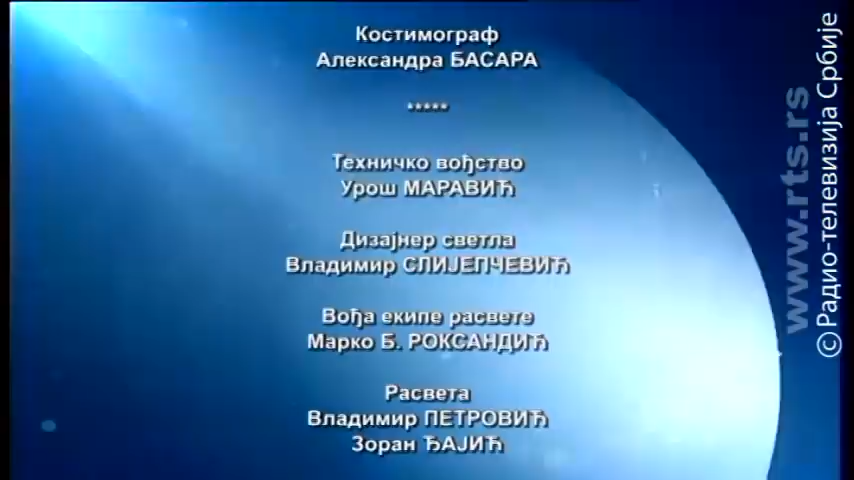 Костимограф
Александра БАСАРА
*****
Техничко вођство
Урош МАРАВИЋ
Дизајнер светла
Владимир СЛИЈЕПЧЕВИЋ
Вођа екипе расвете
Марко Б. РОКСАНДИЋ
Расвета
Владимир ПЕТРОВИЋ
Зоран ЂАЈИЋ
www.rts.rs
© Радио-телевизија Србије